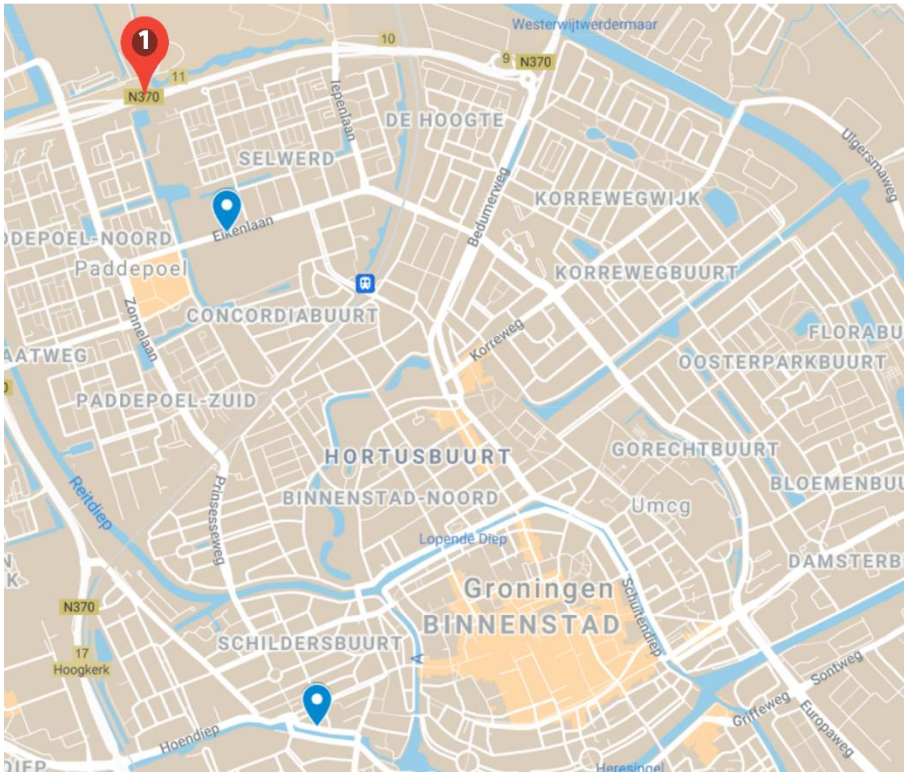 Westerwijtwerdermaar
1
10
9
N370
11
N370
Iepenlaan
DE HOOGTE
Ulgersmaweg
SELWERD
Bedumerweg
KORREWEGWIJK
Eikenlaan
DDEPOEL-NOORD
Paddepoel
KORREWEGBUURT
Zonnelaan
CONCORDIABUURT
FLORABU
Korreweg
AATWEG
OOSTERPARKBUURT
PADDEPOEL-ZUID
GORECHTBUURT
HORTUSBUURT
Reitdiep
Prinsesseweg
BINNENSTAD-NOORD
BLOEMENBUU
Umcg
Lopende Diep
N
K
DAMSTERB
Groningen
BINNENSTAD
Schuitendiep
N370
SCHILDERSBUURT
A
17
Hoogkerk
Sontweg
Griffeweg
Europaweg
Hoendiep
DIEP
Heresingel